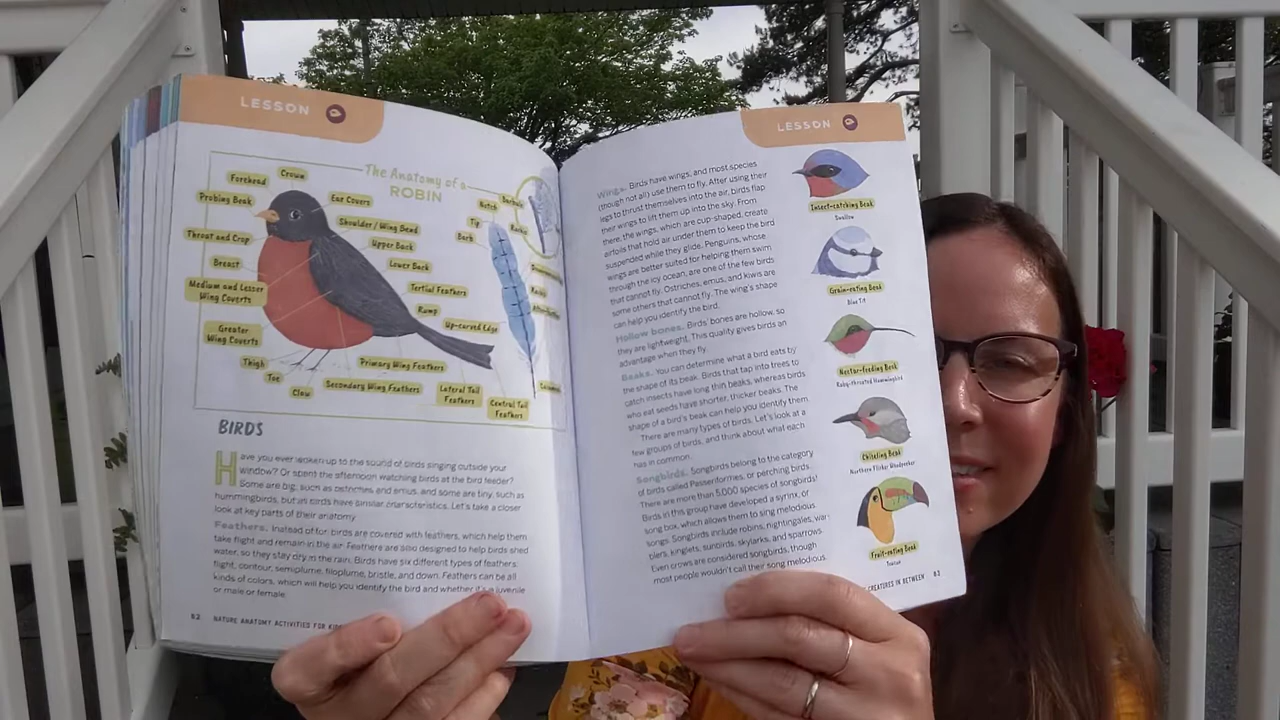 LESSON
The Anatomy of a
ROBIN
Crown
Forehead
Probing Beak
Ear Covers
Shoulder / Wing Bend
Throat and Crop
Upper Back
Breast
Lower Back
Medium and Lesser
Wing Coverts
Tertial Feathers
Rump
Up-curved Edge
Greater
Wing Coverts
Thigh
Primary Wing Feathers
Toe
Secondary Wing Feathers
Claw
Lateral Tail
Feathers
Central Tail
Feathers
Notch
Tip
Barb
BIRDS
Have you ever woken up to the sound of birds singing outside your
window? Or spent the afternoon watching birds at the bird feeder?
Some are big, such as ostriches and emus, and some are tiny, such as
hummingbirds, but all birds have similar characteristics. Let's take a closer
look at key parts of their anatomy.
Feathers. Instead of fur, birds are covered with feathers, which help them
take flight and remain in the air. Feathers are also designed to help birds shed
water, so they stay dry in the rain. Birds have six different types of feathers:
flight, contour, semiplume, filoplume, bristle, and down. Feathers can be all
kinds of colors, which will help you identify the bird and whether it's a juvenile
or male or female.
82 NATURE ANATOMY ACTIVITIES FOR KIDS
LESSON
Wings. Birds have wings, and most species
(though not all) use them to fly. After using their
legs to thrust themselves into the air, birds flap
their wings to lift them up into the sky. From
there, the wings, which are cup-shaped, create
airfoils that hold air under them to keep the bird
suspended while they glide. Penguins, whose
wings are better suited for helping them swim
through the icy ocean, are one of the few birds
that cannot fly. Ostriches, emus, and kiwis are
some others that cannot fly. The wing's shape
can help you identify the bird.
Hollow bones. Birds' bones are hollow, so
they are lightweight. This quality gives birds an
advantage when they fly.
Beaks. You can determine what a bird eats by
the shape of its beak. Birds that tap into trees to
catch insects have long thin beaks, whereas birds
who eat seeds have shorter, thicker beaks. The
shape of a bird's beak can help you identify them.
There are many types of birds. Let's look at a
few groups of birds, and think about what each
has in common.
Songbirds. Songbirds belong to the category
of birds called Passeriformes, or perching birds.
There are more than 5,000 species of songbirds!
Birds in this group have developed a syrinx, or
song box, which allows them to sing melodious
songs. Songbirds include robins, nightingales, war-
blers, kinglets, sunbirds, skylarks, and sparrows.
Even crows are considered songbirds, though
most people wouldn't call their song melodious.
Insect-catching Beak
Swallow
Grain-eating Beak
Blue Tit
Nectar-feeding Beak
Ruby-throated Hummingbird
Chiseling Beak
Northern Flicker Woodpecker
Fruit-eating Beak
Toucan
CREATURES IN BETWEEN 83